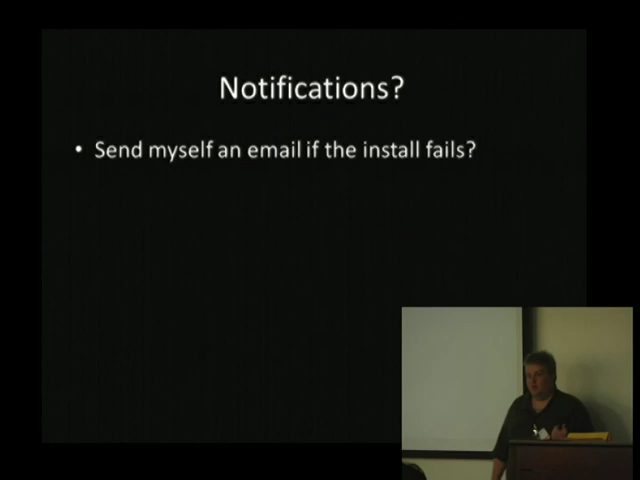 Notifications?
• Send myself an email if the install fails?